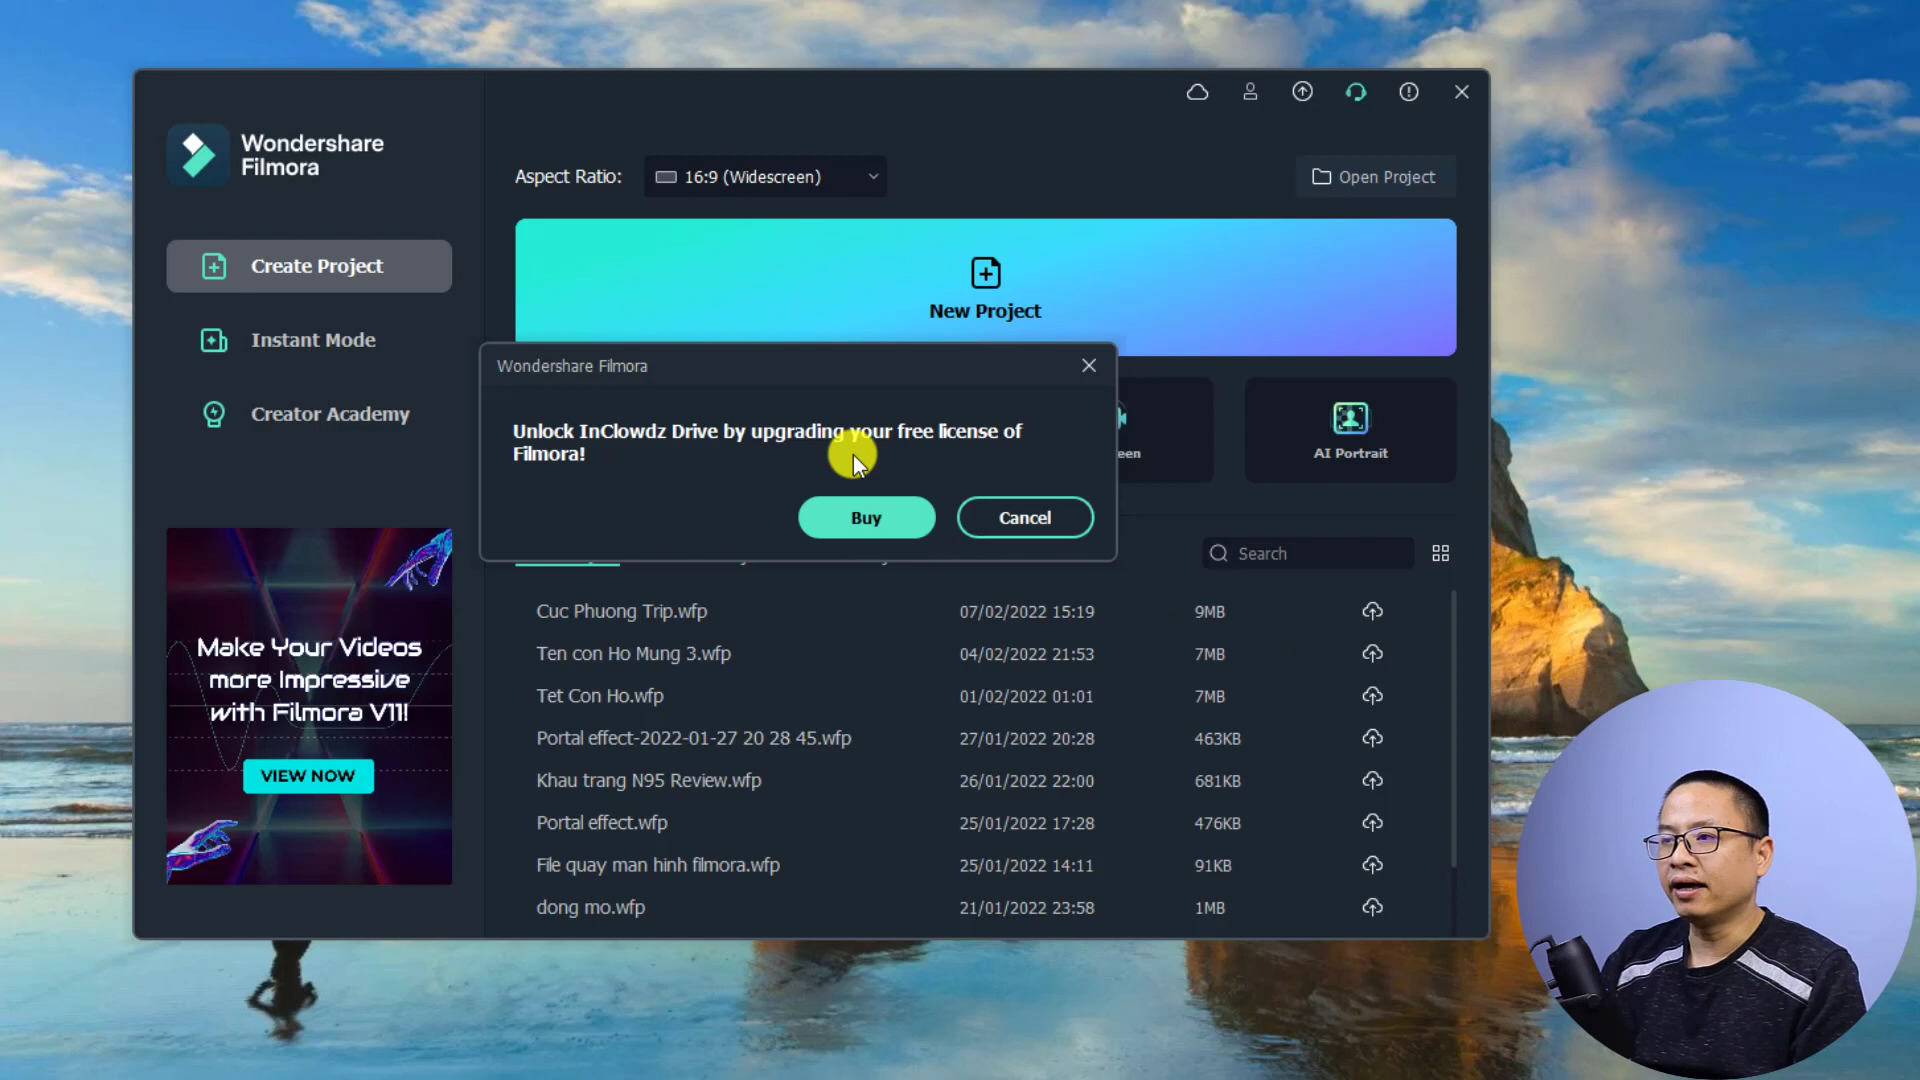 Wondershare
Filmora
Aspect Ratio:
16:9 (Widescreen)
Open Project
Create Project
Instant Mode
Creator Academy
New Project
Wondershare Filmora
Unlock InClowdz Drive by upgrading your free license of
Filmora!
Buy
Cancel
een
AI Portrait
Search
Make Your Videos
more Impressive
with Filmora V11!
VIEW NOW
Cuc Phuong Trip.wfp 07/02/2022 15:19 9MB
Ten con Ho Mung 3.wfp 04/02/2022 21:53 7MB
Tet Con Ho.wfp 01/02/2022 01:01 7MB
Portal effect-2022-01-27 20 28 45.wfp 27/01/2022 20:28 463KB
Khau trang N95 Review.wfp 26/01/2022 22:00 681KB
Portal effect.wfp 25/01/2022 17:28 476KB
File quay man hinh filmora.wfp 25/01/2022 14:11 91KB
dong mo.wfp 21/01/2022 23:58 1MB